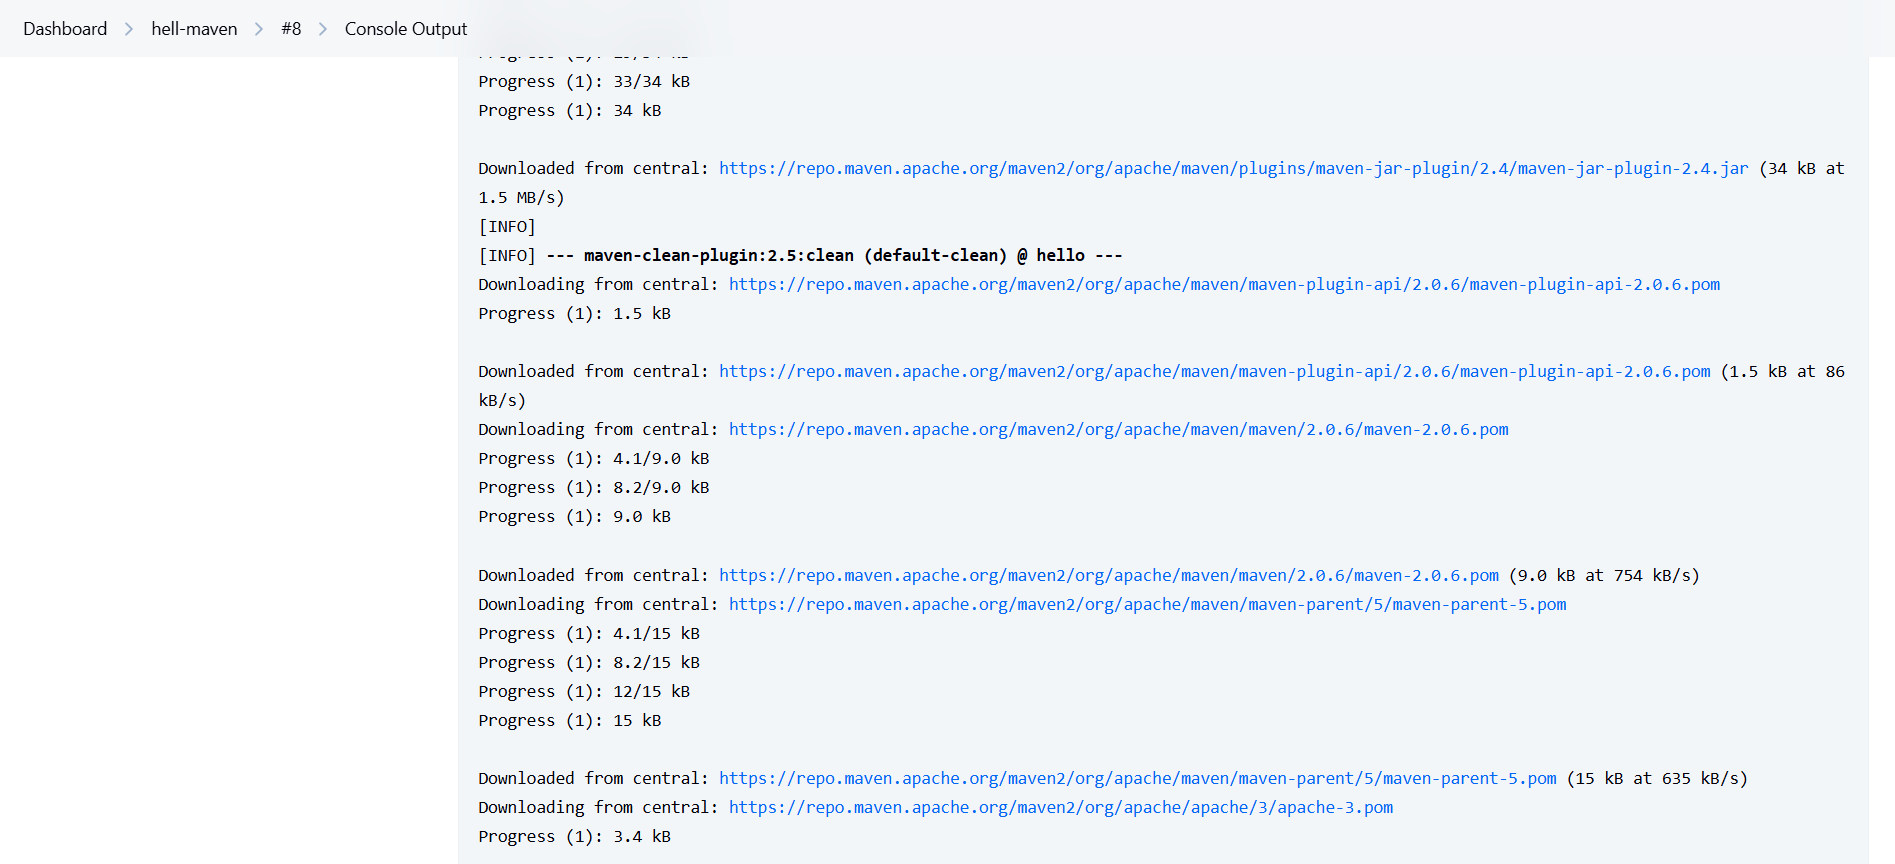 Dashboard > hell-maven > #8 > Console Output
Progress (1): 33/34 kB
Progress (1): 34 kB
Downloaded from central: https://repo.maven.apache.org/maven2/org/apache/maven/plugins/maven-jar-plugin/2.4/maven-jar-plugin-2.4.jar (34 kB at
1.5 MB/s)
[INFO]
[INFO] --- maven-clean-plugin:2.5:clean (default-clean) @ hello ---
Downloading from central: https://repo.maven.apache.org/maven2/org/apache/maven/maven-plugin-api/2.0.6/maven-plugin-api-2.0.6.pom
Progress (1): 1.5 kB
Downloaded from central: https://repo.maven.apache.org/maven2/org/apache/maven/maven-plugin-api/2.0.6/maven-plugin-api-2.0.6.pom (1.5 kB at 86
kB/s)
Downloading from central: https://repo.maven.apache.org/maven2/org/apache/maven/maven/2.0.6/maven-2.0.6.pom
Progress (1): 4.1/9.0 kB
Progress (1): 8.2/9.0 kB
Progress (1): 9.0 kB
Downloaded from central: https://repo.maven.apache.org/maven2/org/apache/maven/maven/2.0.6/maven-2.0.6.pom (9.0 kB at 754 kB/s)
Downloading from central: https://repo.maven.apache.org/maven2/org/apache/maven/maven-parent/5/maven-parent-5.pom
Progress (1): 4.1/15 kB
Progress (1): 8.2/15 kB
Progress (1): 12/15 kB
Progress (1): 15 kB
Downloaded from central: https://repo.maven.apache.org/maven2/org/apache/maven/maven-parent/5/maven-parent-5.pom (15 kB at 635 kB/s)
Downloading from central: https://repo.maven.apache.org/maven2/org/apache/apache/3/apache-3.pom
Progress (1): 3.4 kB